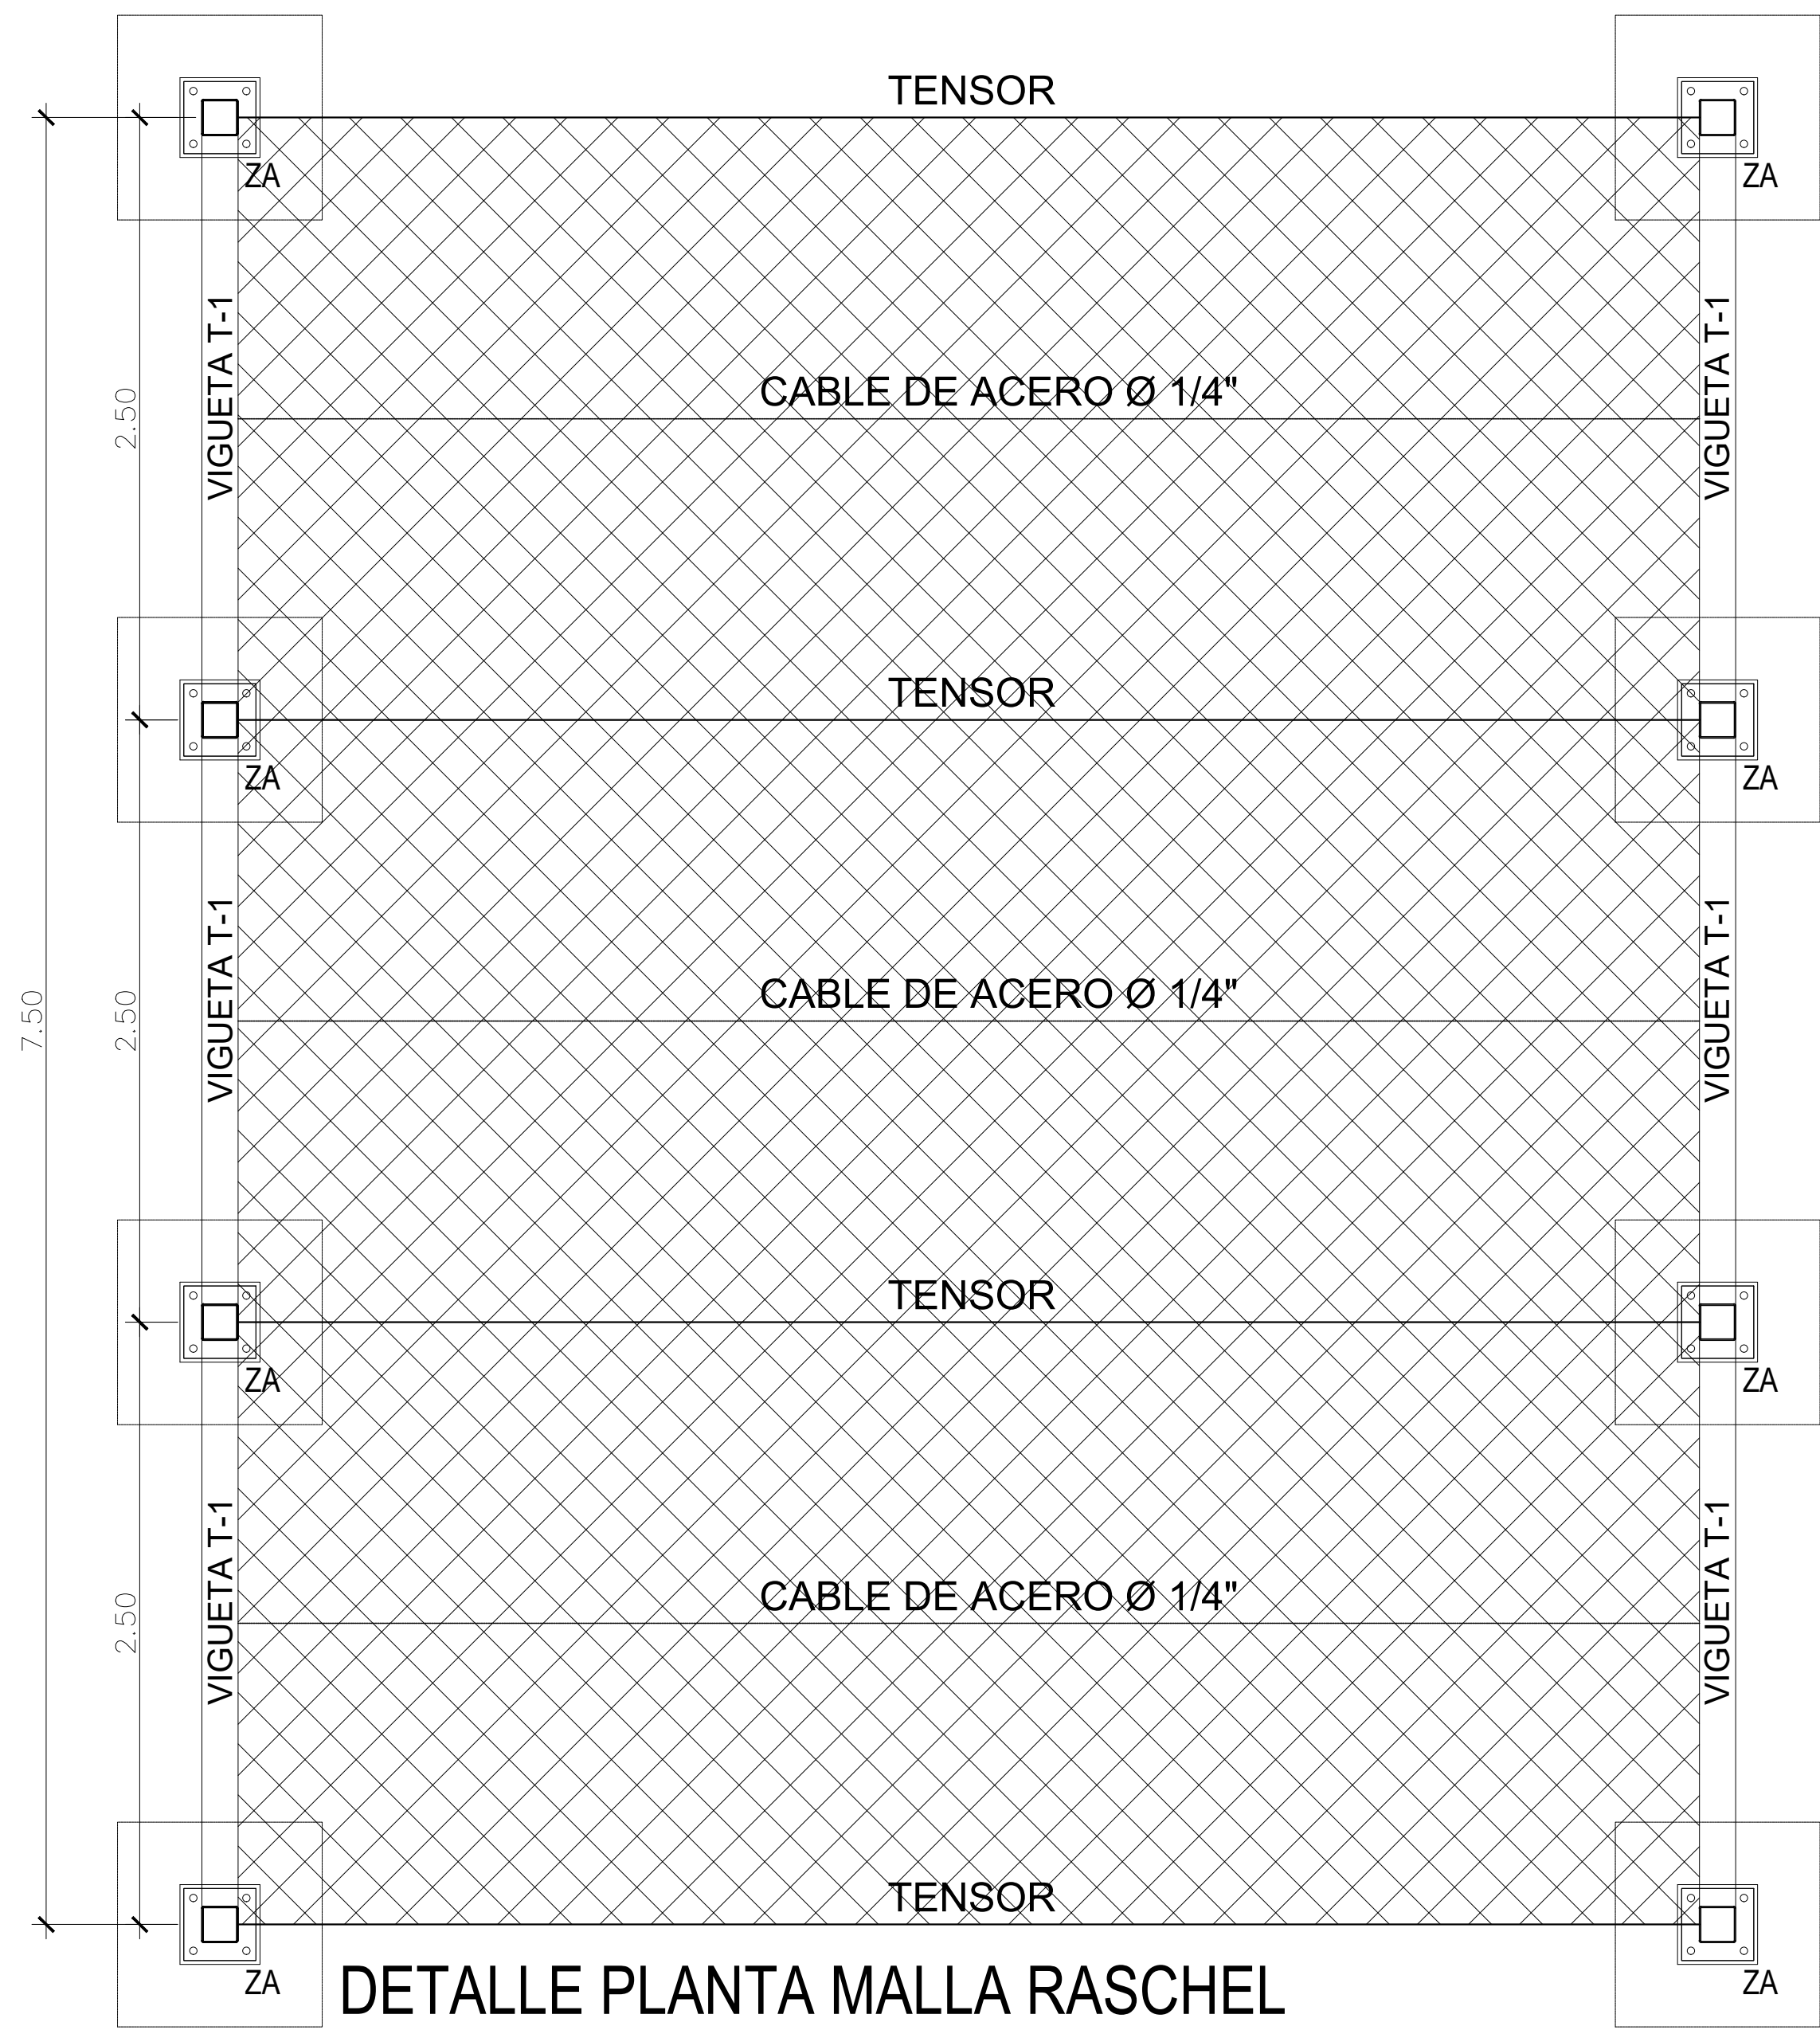 TENSOR
ZA
ZA
VIGUETA T-1
VIGUETA T-1
2.50
CABLE DE ACERO Ø 1/4"
TENSOR
ZA
ZA
VIGUETA T-1
VIGUETA T-1
7.50
2.50
CABLE DE ACERO Ø 1/4"
TENSOR
ZA
ZA
VIGUETA T-1
VIGUETA T-1
2.50
CABLE DE ACERO Ø 1/4"
TENSOR
ZA
ZA
DETALLE PLANTA MALLA RASCHEL